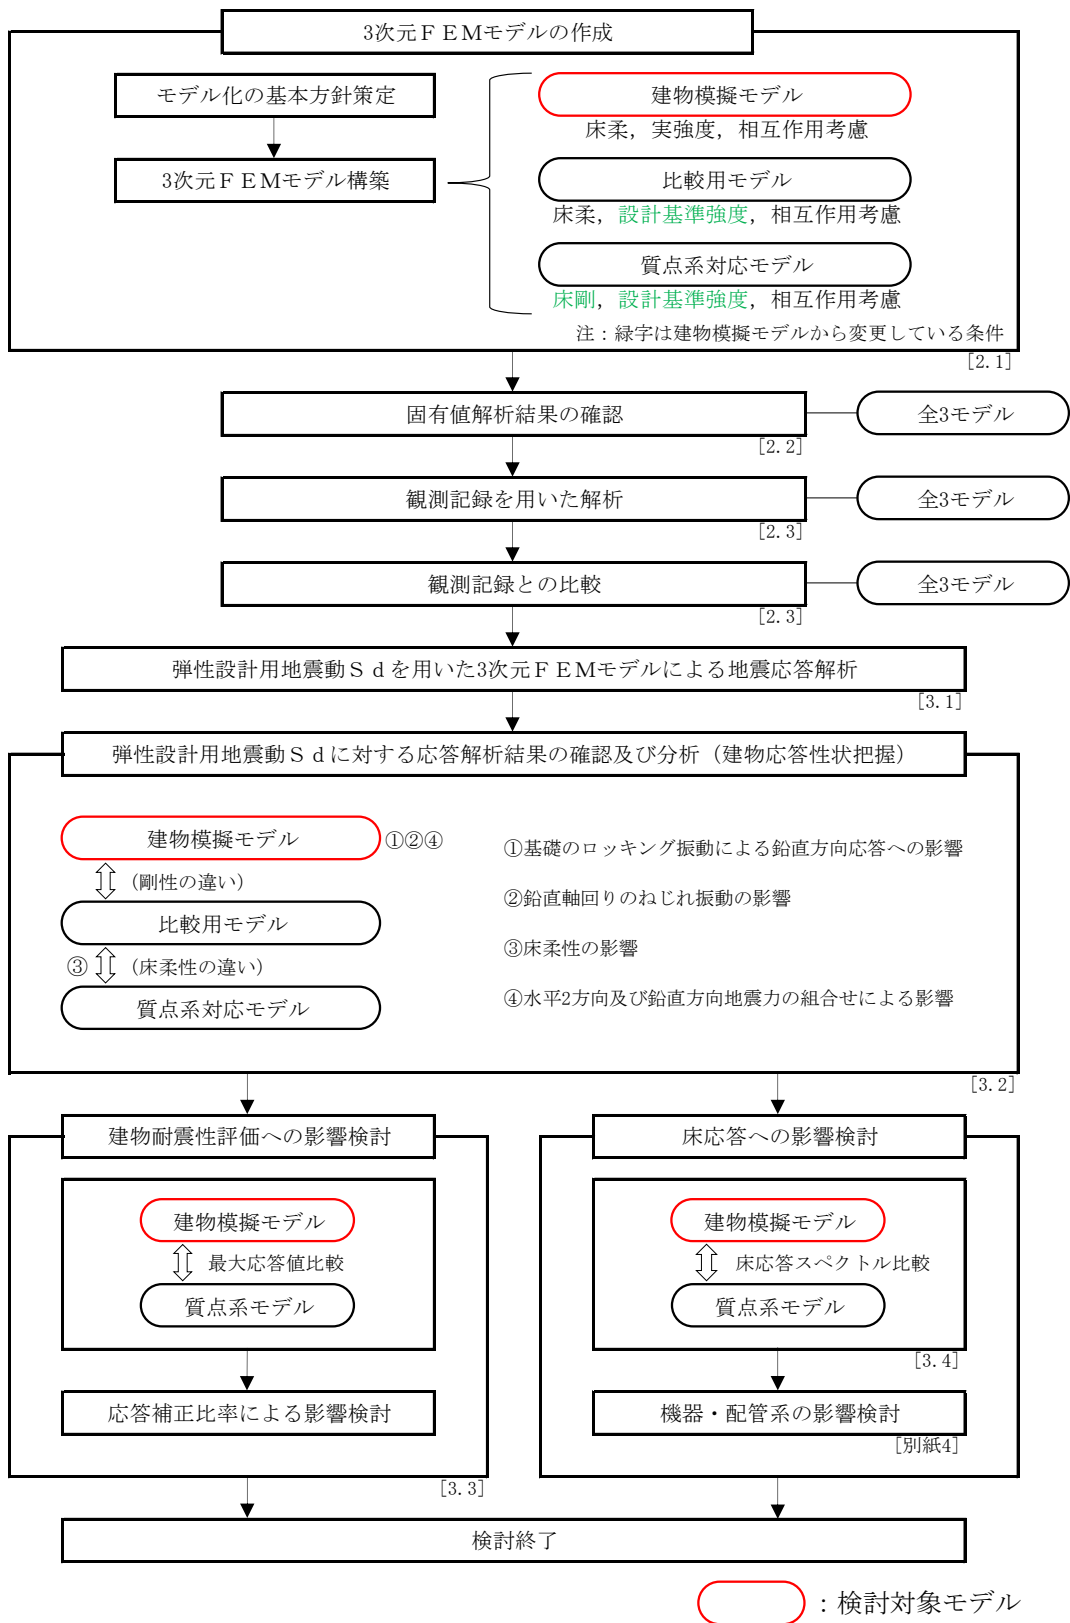 3次元ＦＥＭモデルの作成
モデル化の基本方針策定
3次元ＦＥＭモデル構築
建物模擬モデル
床柔，実強度，相互作用考慮
比較用モデル
床柔，設計基準強度，相互作用考慮
質点系対応モデル
床剛，設計基準強度，相互作用考慮
注：緑字は建物模擬モデルから変更している条件
[2.1]
固有値解析結果の確認
全3モデル
[2.2]
観測記録を用いた解析
全3モデル
[2.3]
観測記録との比較
全3モデル
[2.3]
弾性設計用地震動Ｓｄを用いた3次元ＦＥＭモデルによる地震応答解析
[3.1]
弾性設計用地震動Ｓｄに対する応答解析結果の確認及び分析（建物応答性状把握）
建物模擬モデル ①②④
（剛性の違い）
比較用モデル
③ （床柔性の違い）
質点系対応モデル
①基礎のロッキング振動による鉛直方向応答への影響
②鉛直軸回りのねじれ振動の影響
③床柔性の影響
④水平2方向及び鉛直方向地震力の組合せによる影響
[3.2]
建物耐震性評価への影響検討
建物模擬モデル
最大応答値比較
質点系モデル
応答補正比率による影響検討
[3.3]
床応答への影響検討
建物模擬モデル
床応答スペクトル比較
質点系モデル
[3.4]
機器・配管系の影響検討
[別紙4]
検討終了
：検討対象モデル